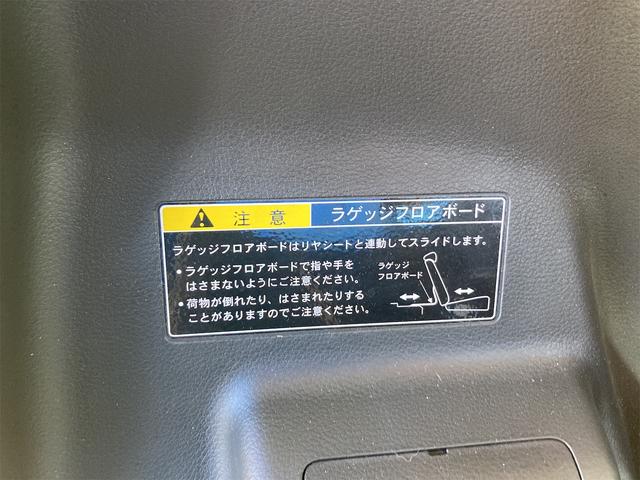 注意 ラゲッジフロアボード
ラゲッジフロアボードはリヤシートと連動してスライドします。
• ラゲッジフロアボードで指や手を
はさまないようにご注意ください。
• 荷物が倒れたり、はさまれたりする
ことがありますのでご注意ください。
ラゲッジ
フロアボード